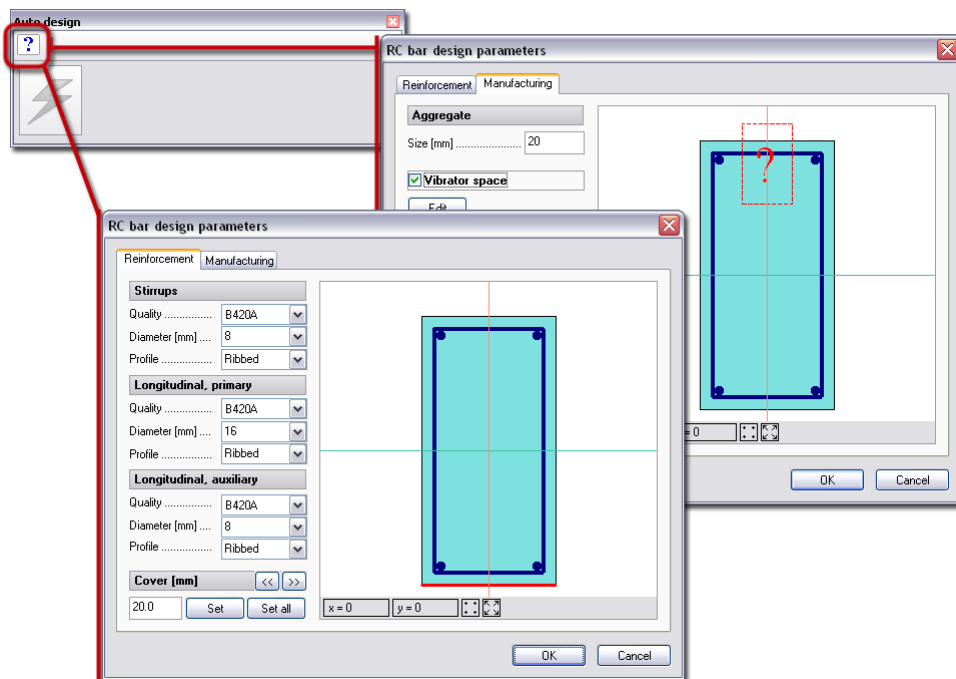 Auto design
?
RC bar design parameters
Reinforcement Manufacturing
Aggregate
Size [mm] ..................... 20
Vibrator space
Edit
?
= 0
OK Cancel
RC bar design parameters
Reinforcement Manufacturing
Stirrups
Quality ............... B420A
Diameter [mm] .... 8
Profile ................ Ribbed
Longitudinal, primary
Quality ............... B420A
Diameter [mm] .... 16
Profile ................ Ribbed
Longitudinal, auxiliary
Quality ............... B420A
Diameter [mm] .... 8
Profile ................ Ribbed
Cover [mm] << >>
20.0 Set Set all
x = 0 y = 0
OK Cancel